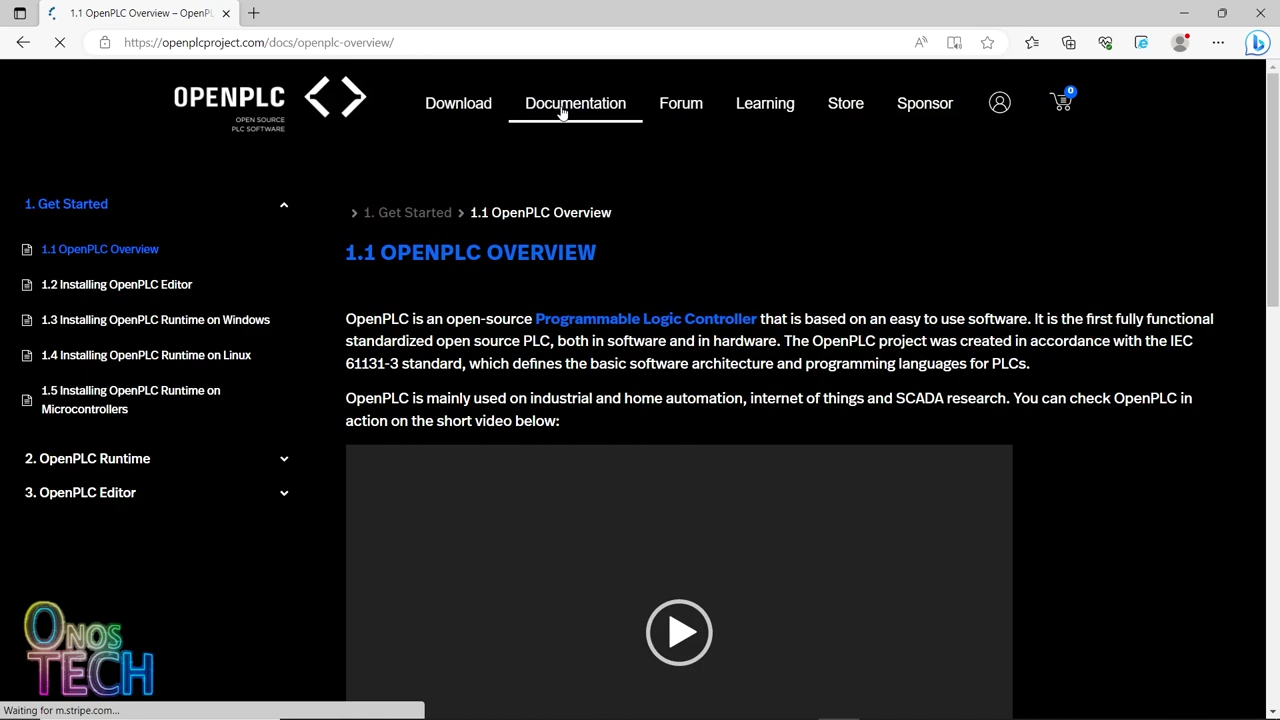 1.1 OpenPLC Overview – OpenPL
https://openplcproject.com/docs/openplc-overview/
OPENPLC
OPEN SOURCE
PLC SOFTWARE
Download
Documentation
Forum
Learning
Store
Sponsor
0
1. Get Started
1.1 OpenPLC Overview
1.2 Installing OpenPLC Editor
1.3 Installing OpenPLC Runtime on Windows
1.4 Installing OpenPLC Runtime on Linux
1.5 Installing OpenPLC Runtime on
Microcontrollers
2. OpenPLC Runtime
3. OpenPLC Editor
1. Get Started 1.1 OpenPLC Overview
1.1 OPENPLC OVERVIEW
OpenPLC is an open-source Programmable Logic Controller that is based on an easy to use software. It is the first fully functional
standardized open source PLC, both in software and in hardware. The OpenPLC project was created in accordance with the IEC
61131-3 standard, which defines the basic software architecture and programming languages for PLCs.
OpenPLC is mainly used on industrial and home automation, internet of things and SCADA research. You can check OpenPLC in
action on the short video below:
ONOS
TECH
Waiting for m.stripe.com...